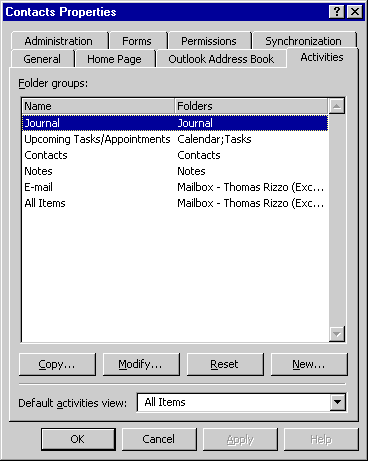 Contacts Properties
Administration Forms Permissions Synchronization
General Home Page Outlook Address Book Activities
Folder groups:
Name Folders
Journal Journal
Upcoming Tasks/Appointments Calendar;Tasks
Contacts Contacts
Notes Notes
E-mail Mailbox - Thomas Rizzo (Exc...
All Items Mailbox - Thomas Rizzo (Exc...
Copy... Modify... Reset New...
Default activities view: All Items
OK Cancel Apply Help